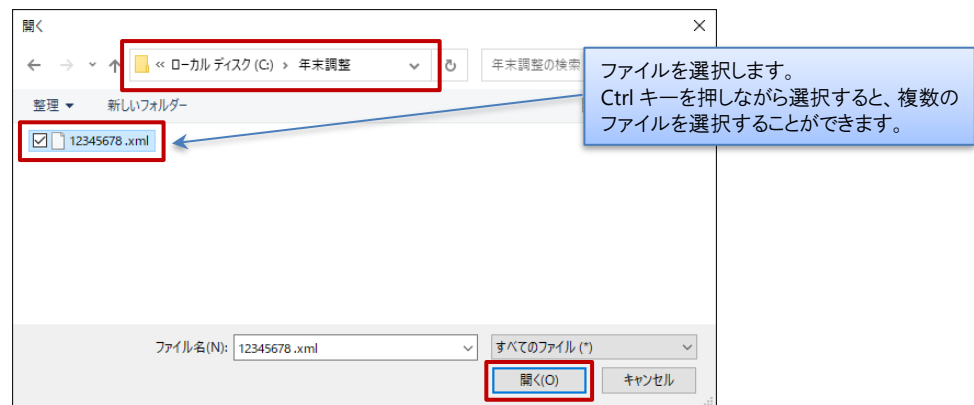 開く
« ローカル ディスク (C:) › 年末調整
年末調整の検索
整理 新しいフォルダー
ファイルを選択します。
Ctrl キーを押しながら選択すると、複数の
ファイルを選択することができます。
12345678.xml
ファイル名(N): 12345678.xml すべてのファイル (*)
開く(O) キャンセル